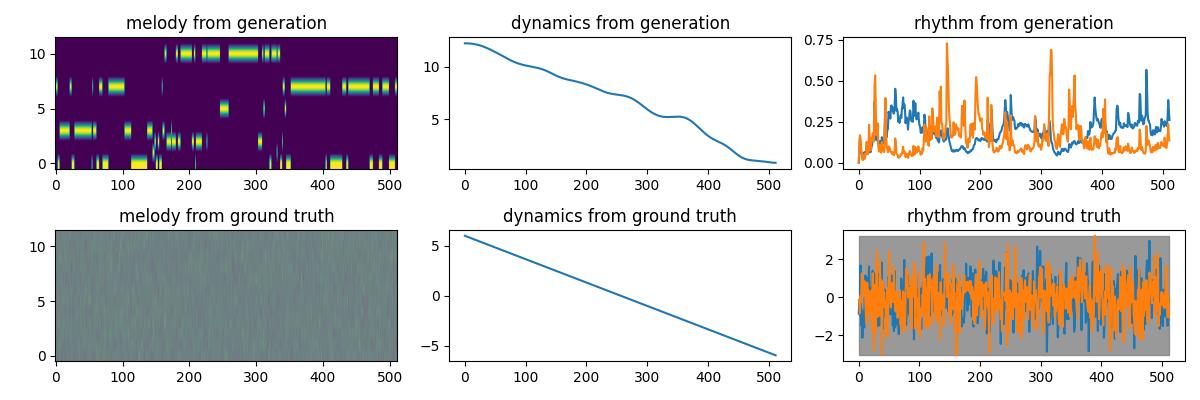 melody from generation
10
5
0
0 100 200 300 400 500
dynamics from generation
10
5
0 100 200 300 400 500
rhythm from generation
0.75
0.50
0.25
0.00
0 100 200 300 400 500
melody from ground truth
10
5
0
0 100 200 300 400 500
dynamics from ground truth
5
0
−5
0 100 200 300 400 500
rhythm from ground truth
2
0
−2
0 100 200 300 400 500